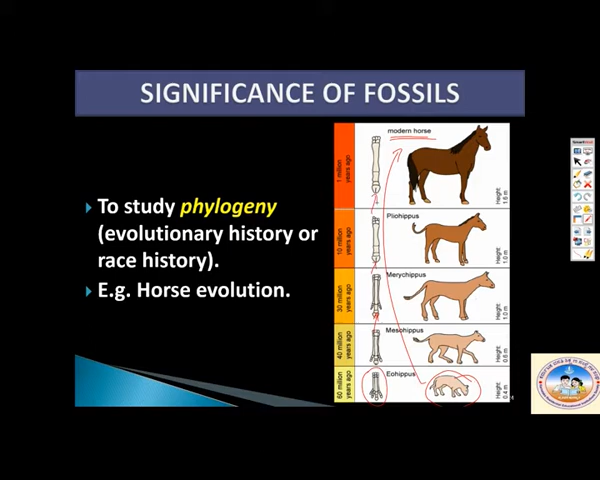 SIGNIFICANCE OF FOSSILS
To study phylogeny
(evolutionary history or
race history).
E.g. Horse evolution.
1 million
years ago
modern horse
Height
1.6 m
10 million
years ago
Pliohippus
Height
1.0 m
30 million
years ago
Merychippus
Height
1.0 m
40 million
years ago
Mesohippus
Height
0.6 m
60 million
years ago
Eohippus
Height
0.4 m